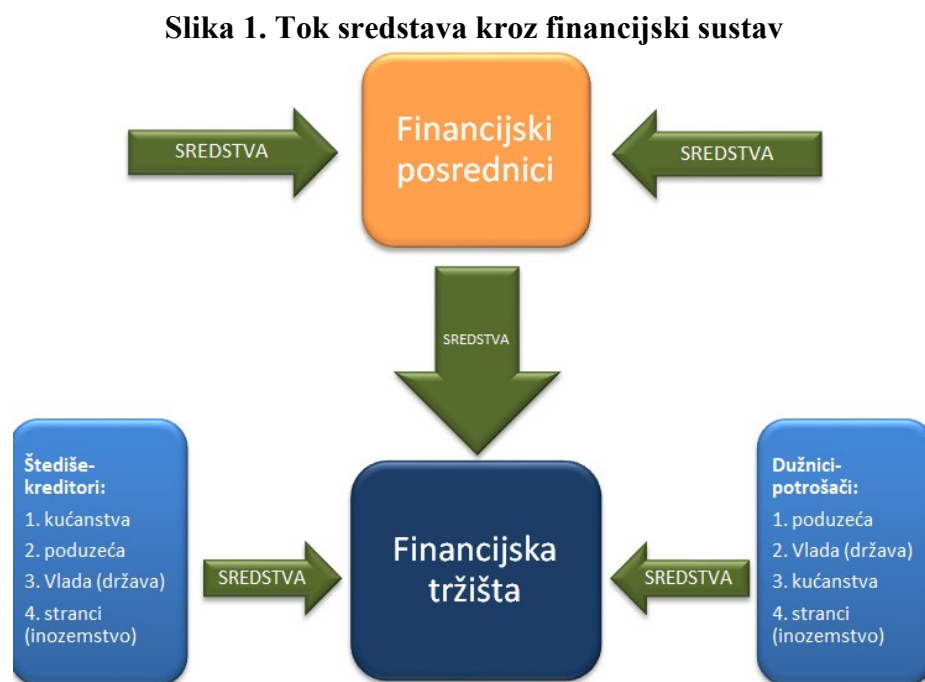 Slika 1. Tok sredstava kroz financijski sustav
SREDSTVA
Financijski
posrednici
SREDSTVA
SREDSTVA
Štediše-
kreditori:
1. kućanstva
2. poduzeća
3. Vlada (država)
4. stranci
(inozemstvo)
SREDSTVA
Financijska
tržišta
SREDSTVA
Dužnici-
potrošači:
1. poduzeća
2. Vlada (država)
3. kućanstva
4. stranci
(inozemstvo)